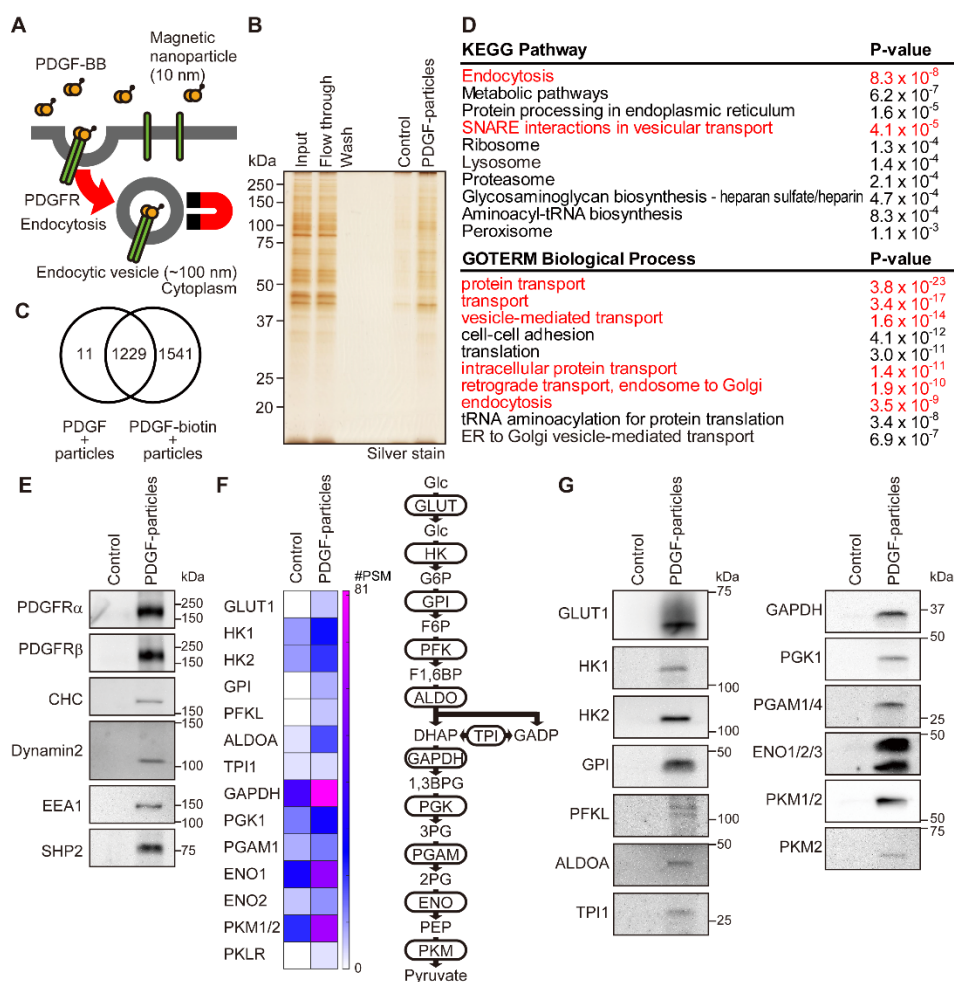 A
PDGF-BB
Magnetic
nanoparticle
(10 nm)
PDGFR
Endocytosis
Endocytic vesicle (~100 nm)
Cytoplasm
B
kDa
Input
Flow through
Wash
Control
PDGF-particles
250
150
100
75
50
37
25
20
Silver stain
C
11
1229
1541
PDGF
+
particles
PDGF-biotin
+
particles
D
KEGG Pathway P-value
Endocytosis 8.3 x 10-8
Metabolic pathways 6.2 x 10-7
Protein processing in endoplasmic reticulum 1.6 x 10-5
SNARE interactions in vesicular transport 4.1 x 10-5
Ribosome 1.3 x 10-4
Lysosome 1.4 x 10-4
Proteasome 2.1 x 10-4
Glycosaminoglycan biosynthesis - heparan sulfate/heparin 4.7 x 10-4
Aminoacyl-tRNA biosynthesis 8.3 x 10-4
Peroxisome 1.1 x 10-3
GOTERM Biological Process P-value
protein transport 3.8 x 10-23
transport 3.4 x 10-17
vesicle-mediated transport 1.6 x 10-14
cell-cell adhesion 4.1 x 10-12
translation 3.0 x 10-11
intracellular protein transport 1.4 x 10-11
retrograde transport, endosome to Golgi 1.9 x 10-10
endocytosis 3.5 x 10-9
tRNA aminoacylation for protein translation 3.4 x 10-8
ER to Golgi vesicle-mediated transport 6.9 x 10-7
E
Control
PDGF-particles
kDa
PDGFRα
250
150
PDGFRβ
250
150
CHC
150
Dynamin2
150
100
EEA1
150
100
SHP2
75
F
Control
PDGF-particles
#PSM
81
0
GLUT1
HK1
HK2
GPI
PFKL
ALDOA
TPI1
GAPDH
PGK1
PGAM1
ENO1
ENO2
PKM1/2
PKLR
Glc
GLUT
Glc
HK
G6P
GPI
F6P
PFK
F1,6BP
ALDO
DHAP TPI GADP
GAPDH
1,3BPG
PGK
3PG
PGAM
2PG
ENO
PEP
PKM
Pyruvate
G
Control
PDGF-particles
kDa
GLUT1
75
HK1
100
HK2
100
GPI
50
PFKL
100
ALDOA
50
TPI1
25
Control
PDGF-particles
kDa
GAPDH
37
PGK1
50
PGAM1/4
25
ENO1/2/3
50
PKM1/2
50
PKM2
75